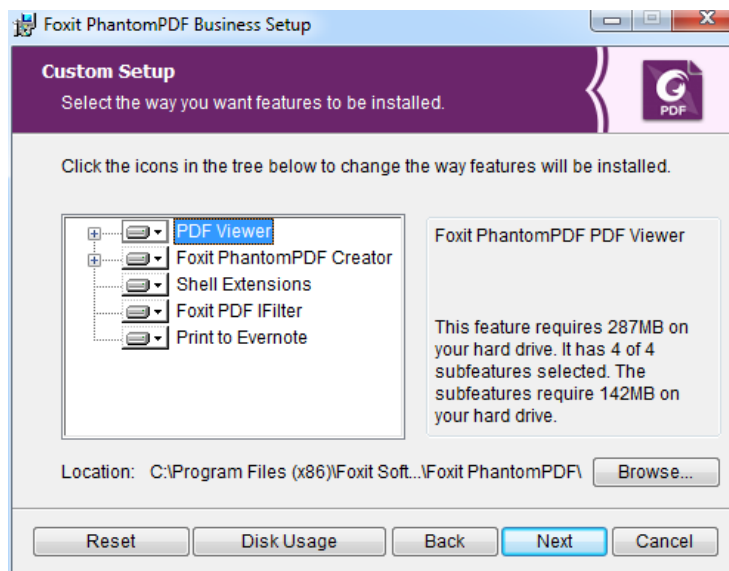 Foxit PhantomPDF Business Setup
Custom Setup
Select the way you want features to be installed.
PDF
Click the icons in the tree below to change the way features will be installed.
PDF Viewer
Foxit PhantomPDF Creator
Shell Extensions
Foxit PDF IFilter
Print to Evernote
Foxit PhantomPDF PDF Viewer
This feature requires 287MB on
your hard drive. It has 4 of 4
subfeatures selected. The
subfeatures require 142MB on
your hard drive.
Location: C:\Program Files (x86)\Foxit Soft...\Foxit PhantomPDF\ Browse...
Reset Disk Usage Back Next Cancel